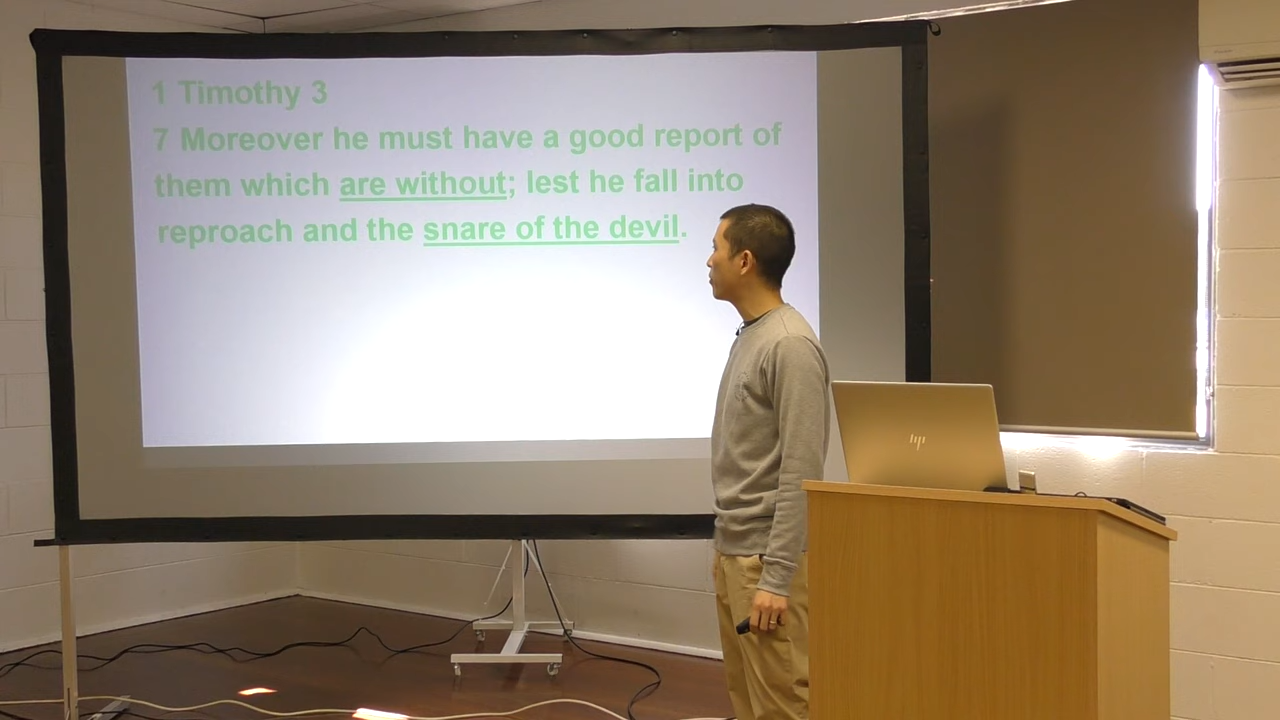 1 Timothy 3
7 Moreover he must have a good report of
them which are without; lest he fall into
reproach and the snare of the devil.
hp